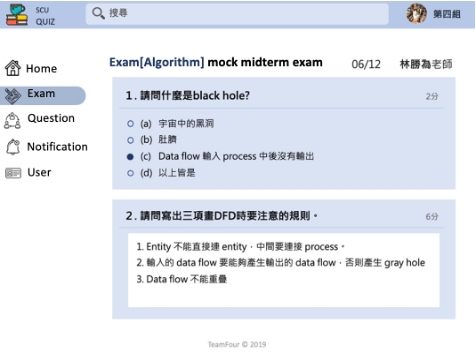 SCU
QUIZ
搜尋
第四組
Home
Exam
Question
Notification
User
Exam[Algorithm] mock midterm exam
06/12
林勝為老師
1. 請問什麼是black hole?
2分
(a) 宇宙中的黑洞
(b) 肚臍
(c) Data flow 輸入 process 中後沒有輸出
(d) 以上皆是
2. 請問寫出三項畫DFD時要注意的規則。
6分
1. Entity 不能直接連 entity，中間要連接 process。
2. 輸入的 data flow 要能夠產生輸出的 data flow，否則產生 gray hole
3. Data flow 不能重疊
TeamFour © 2019